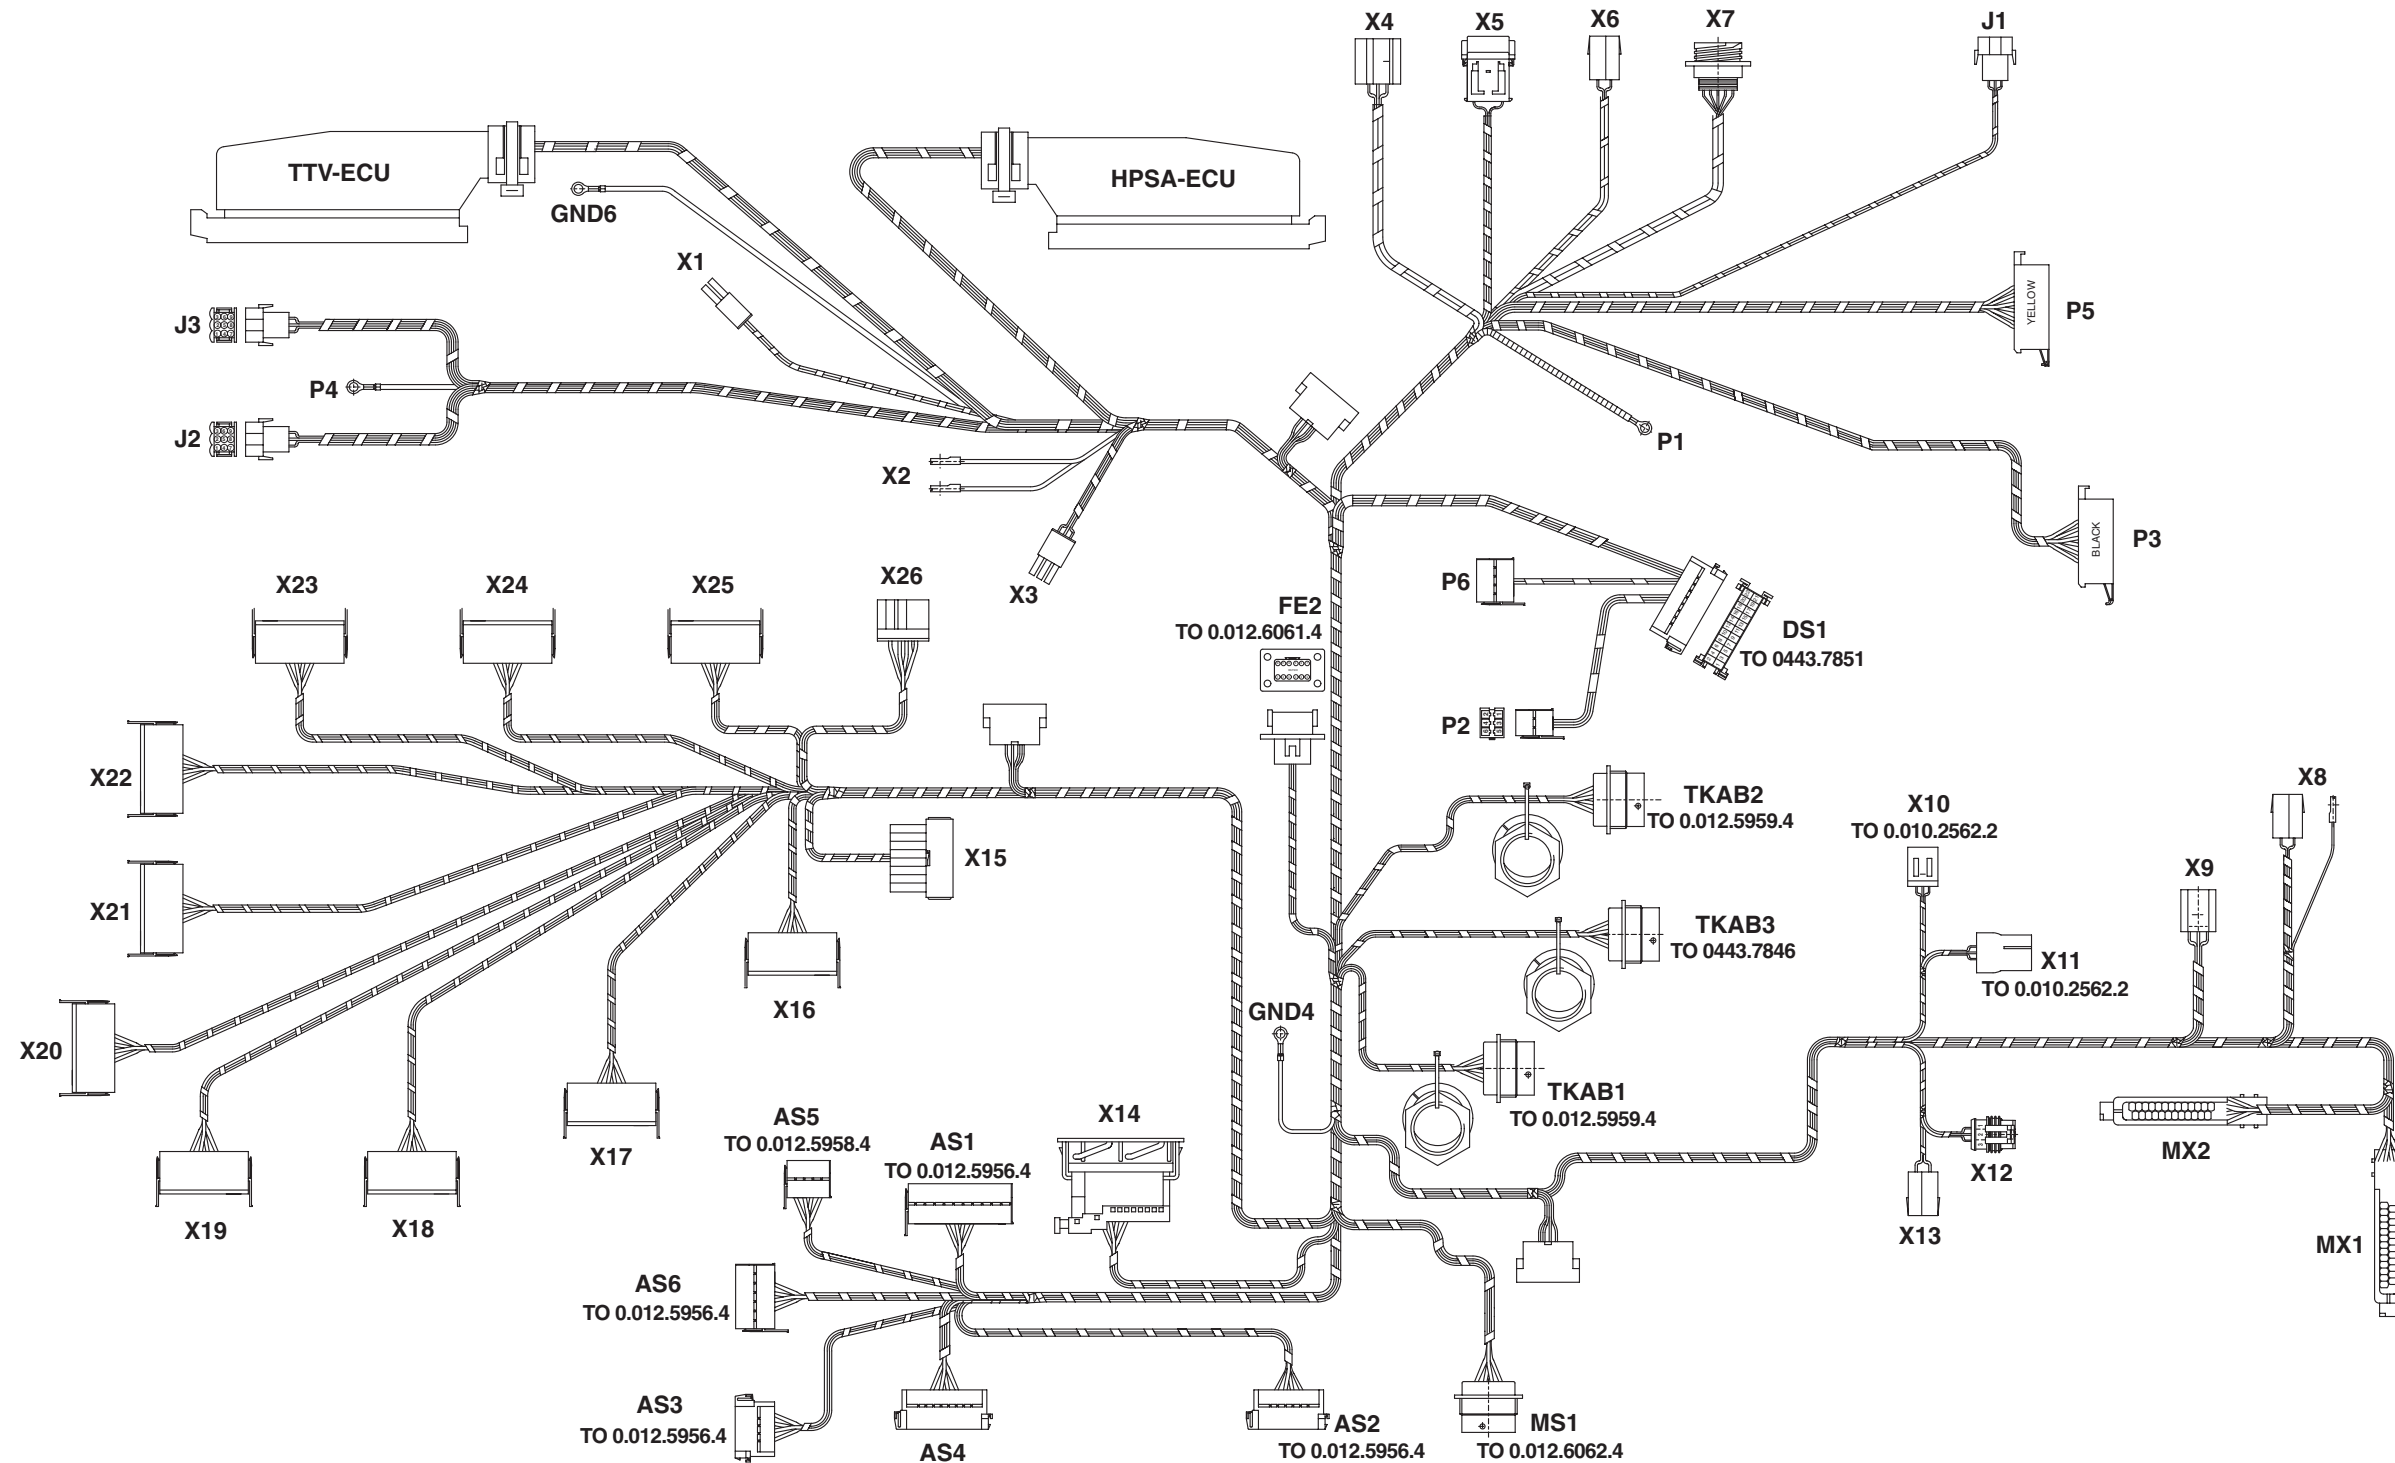 X4
X5
X6
X7
J1
TTV-ECU
HPSA-ECU
GND6
X1
J3
P4
J2
X2
X3
YELLOW
P5
P1
BLACK
P3
X23
X24
X25
X26
FE2
TO 0.012.6061.4
P6
DS1
TO 0443.7851
P2
X22
X21
X20
X15
X16
X17
X19
X18
TKAB2
TO 0.012.5959.4
TKAB3
TO 0443.7846
GND4
TKAB1
TO 0.012.5959.4
X10
TO 0.010.2562.2
X8
X9
X11
TO 0.010.2562.2
X12
X13
MX2
MX1
AS5
TO 0.012.5958.4
AS1
TO 0.012.5956.4
X14
AS6
TO 0.012.5956.4
AS3
TO 0.012.5956.4
AS4
AS2
TO 0.012.5956.4
MS1
TO 0.012.6062.4